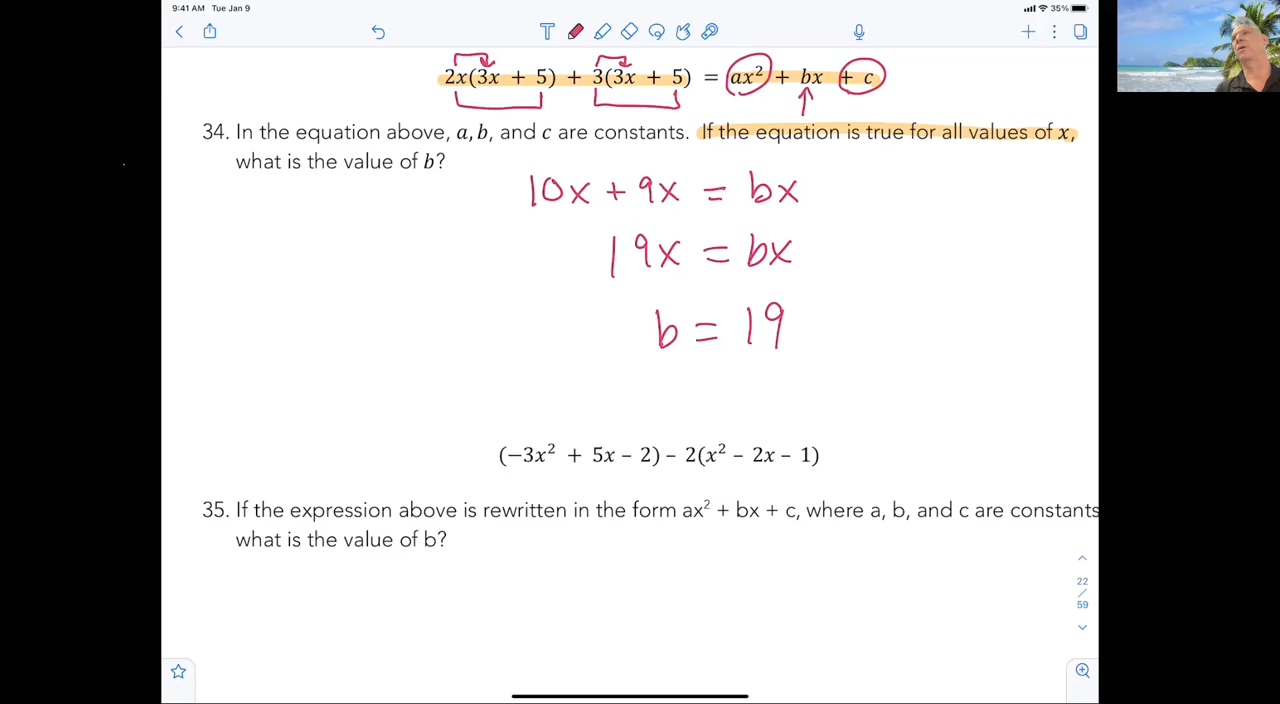 9:41 AM Tue Jan 9
35%
2x(3x + 5) + 3(3x + 5) = ax² + bx + c
34. In the equation above, a, b, and c are constants. If the equation is true for all values of x,
what is the value of b?
10x + 9x = bx
19x = bx
b = 19
(−3x² + 5x – 2) – 2(x² – 2x – 1)
35. If the expression above is rewritten in the form ax² + bx + c, where a, b, and c are constants
what is the value of b?
22
/
59